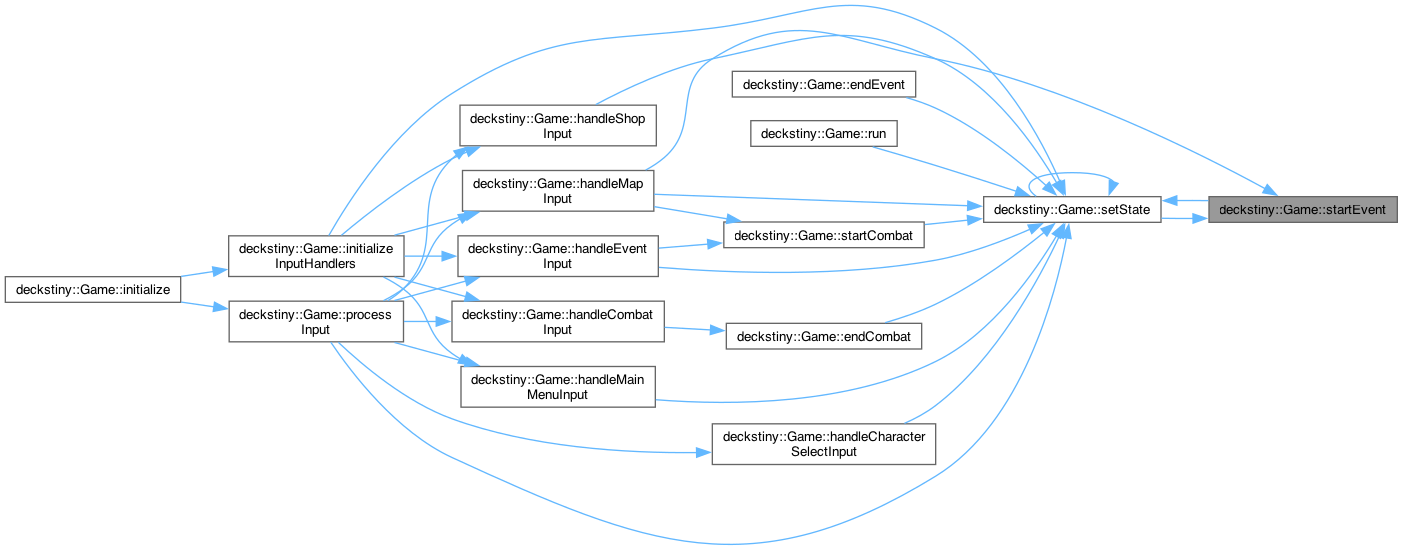 deckstiny::Game::endEvent
deckstiny::Game::handleShop
Input
deckstiny::Game::run
deckstiny::Game::handleMap
Input
deckstiny::Game::setState
deckstiny::Game::startEvent
deckstiny::Game::startCombat
deckstiny::Game::initialize
InputHandlers
deckstiny::Game::handleEvent
Input
deckstiny::Game::initialize
deckstiny::Game::process
Input
deckstiny::Game::handleCombat
Input
deckstiny::Game::endCombat
deckstiny::Game::handleMain
MenuInput
deckstiny::Game::handleCharacter
SelectInput